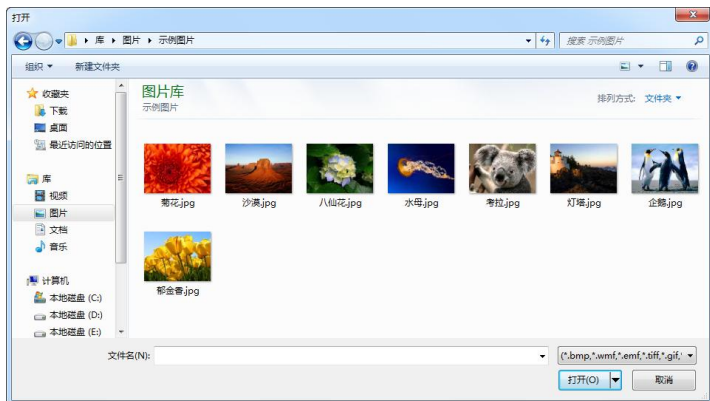 打开
库 ▸ 图片 ▸ 示例图片
搜索 示例图片
组织 新建文件夹
收藏夹
下载
桌面
最近访问的位置
库
视频
图片
文档
音乐
计算机
本地磁盘 (C:)
本地磁盘 (D:)
本地磁盘 (E:)
图片库
示例图片
排列方式: 文件夹
菊花.jpg 沙漠.jpg 八仙花.jpg 水母.jpg 考拉.jpg 灯塔.jpg 企鹅.jpg
郁金香.jpg
文件名(N):
(*.bmp,*.wmf,*.emf,*.tiff,*.gif,
打开(O) 取消